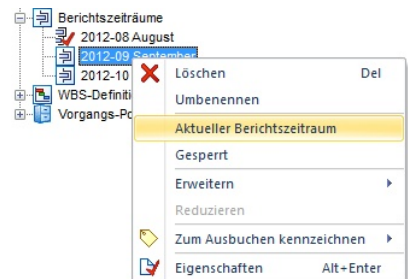 Berichtszeiträume
2012-08 August
2012-09 September
2012-10
WBS-Definiti
Vorgangs-Po
Löschen Del
Umbenennen
Aktueller Berichtszeitraum
Gesperrt
Erweitern
Reduzieren
Zum Ausbuchen kennzeichnen
Eigenschaften Alt+Enter